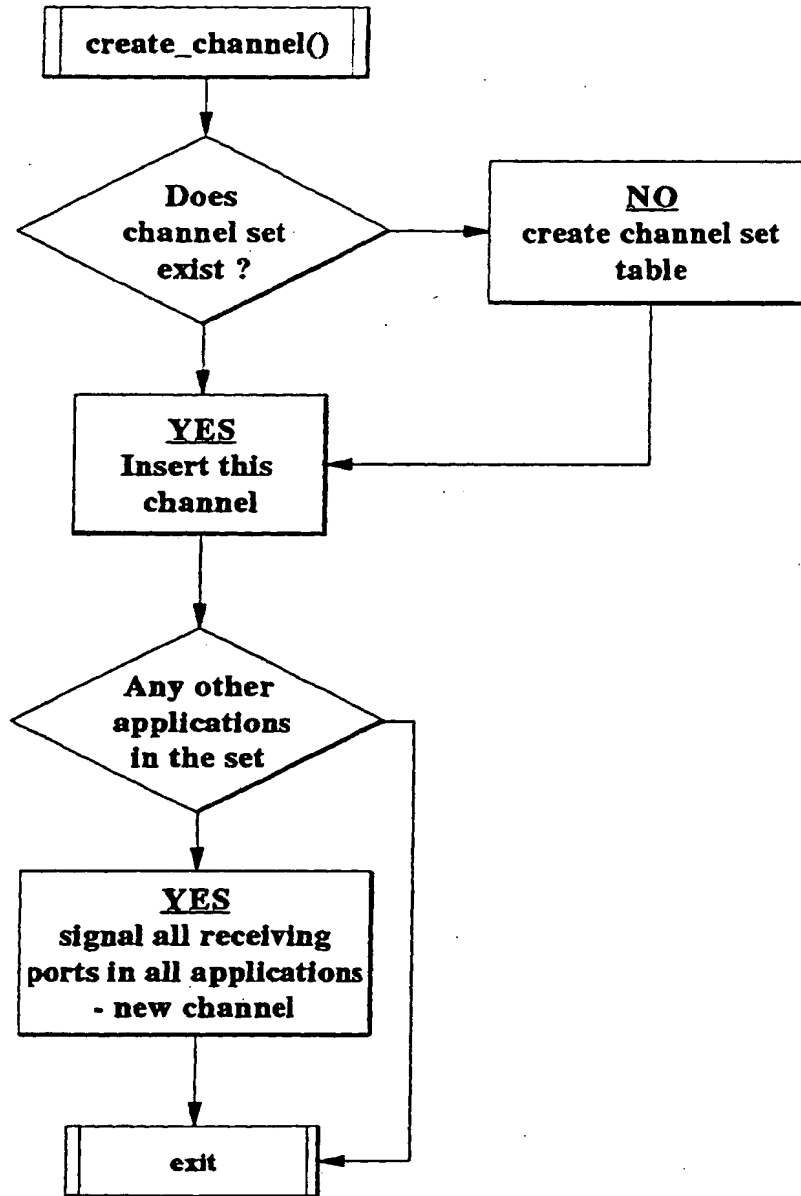 create_channel()
Does
channel set
exist ?
NO
create channel set
table
YES
Insert this
channel
Any other
applications
in the set
YES
signal all receiving
ports in all applications
- new channel
exit